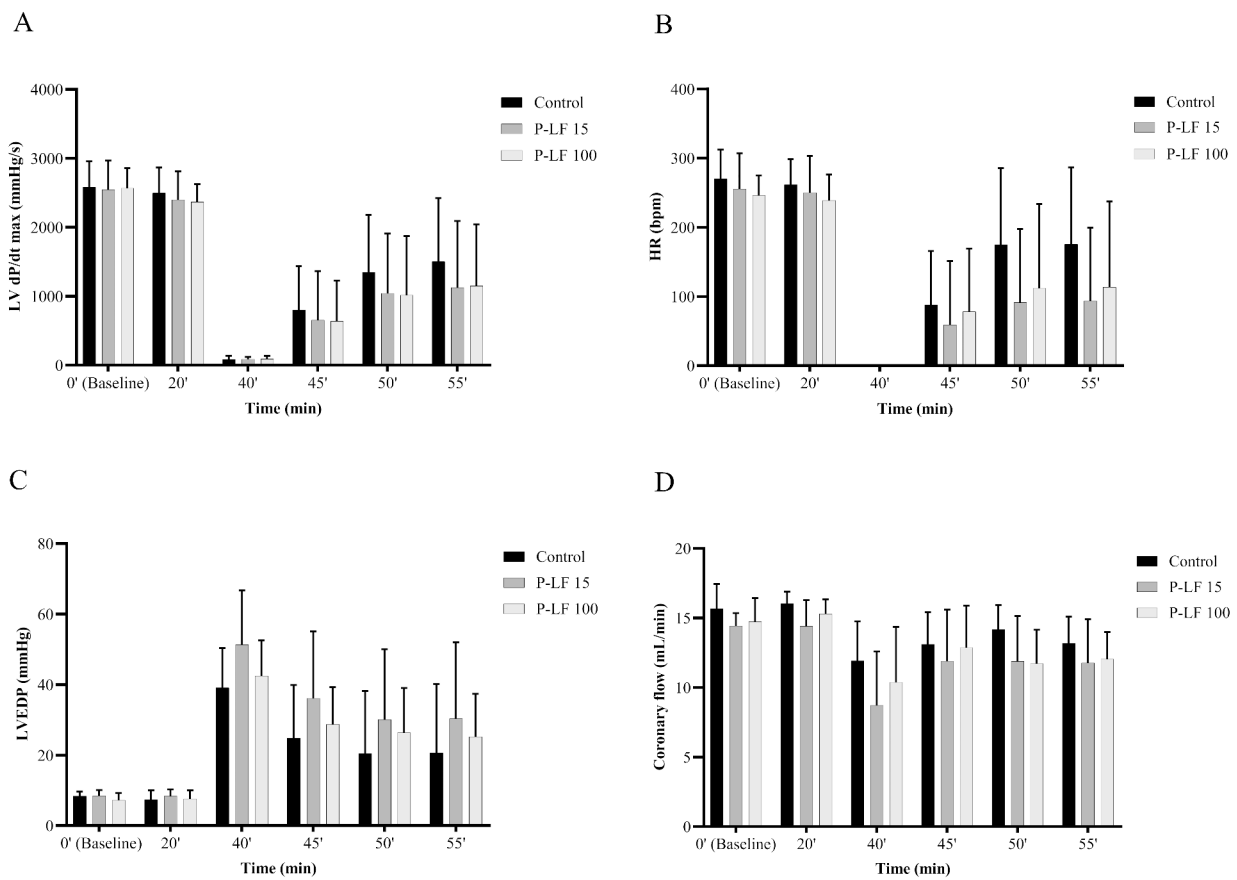 A
LV dP/dt max (mmHg/s)
4000
3000
2000
1000
0
0' (Baseline) 20' 40' 45' 50' 55'
Time (min)
Control
P-LF 15
P-LF 100
B
HR (bpm)
400
300
200
100
0
0' (Baseline) 20' 40' 45' 50' 55'
Time (min)
Control
P-LF 15
P-LF 100
C
LVEDP (mmHg)
80
60
40
20
0
0' (Baseline) 20' 40' 45' 50' 55'
Time (min)
Control
P-LF 15
P-LF 100
D
Coronary flow (mL/min)
20
15
10
5
0
0' (Baseline) 20' 40' 45' 50' 55'
Time (min)
Control
P-LF 15
P-LF 100